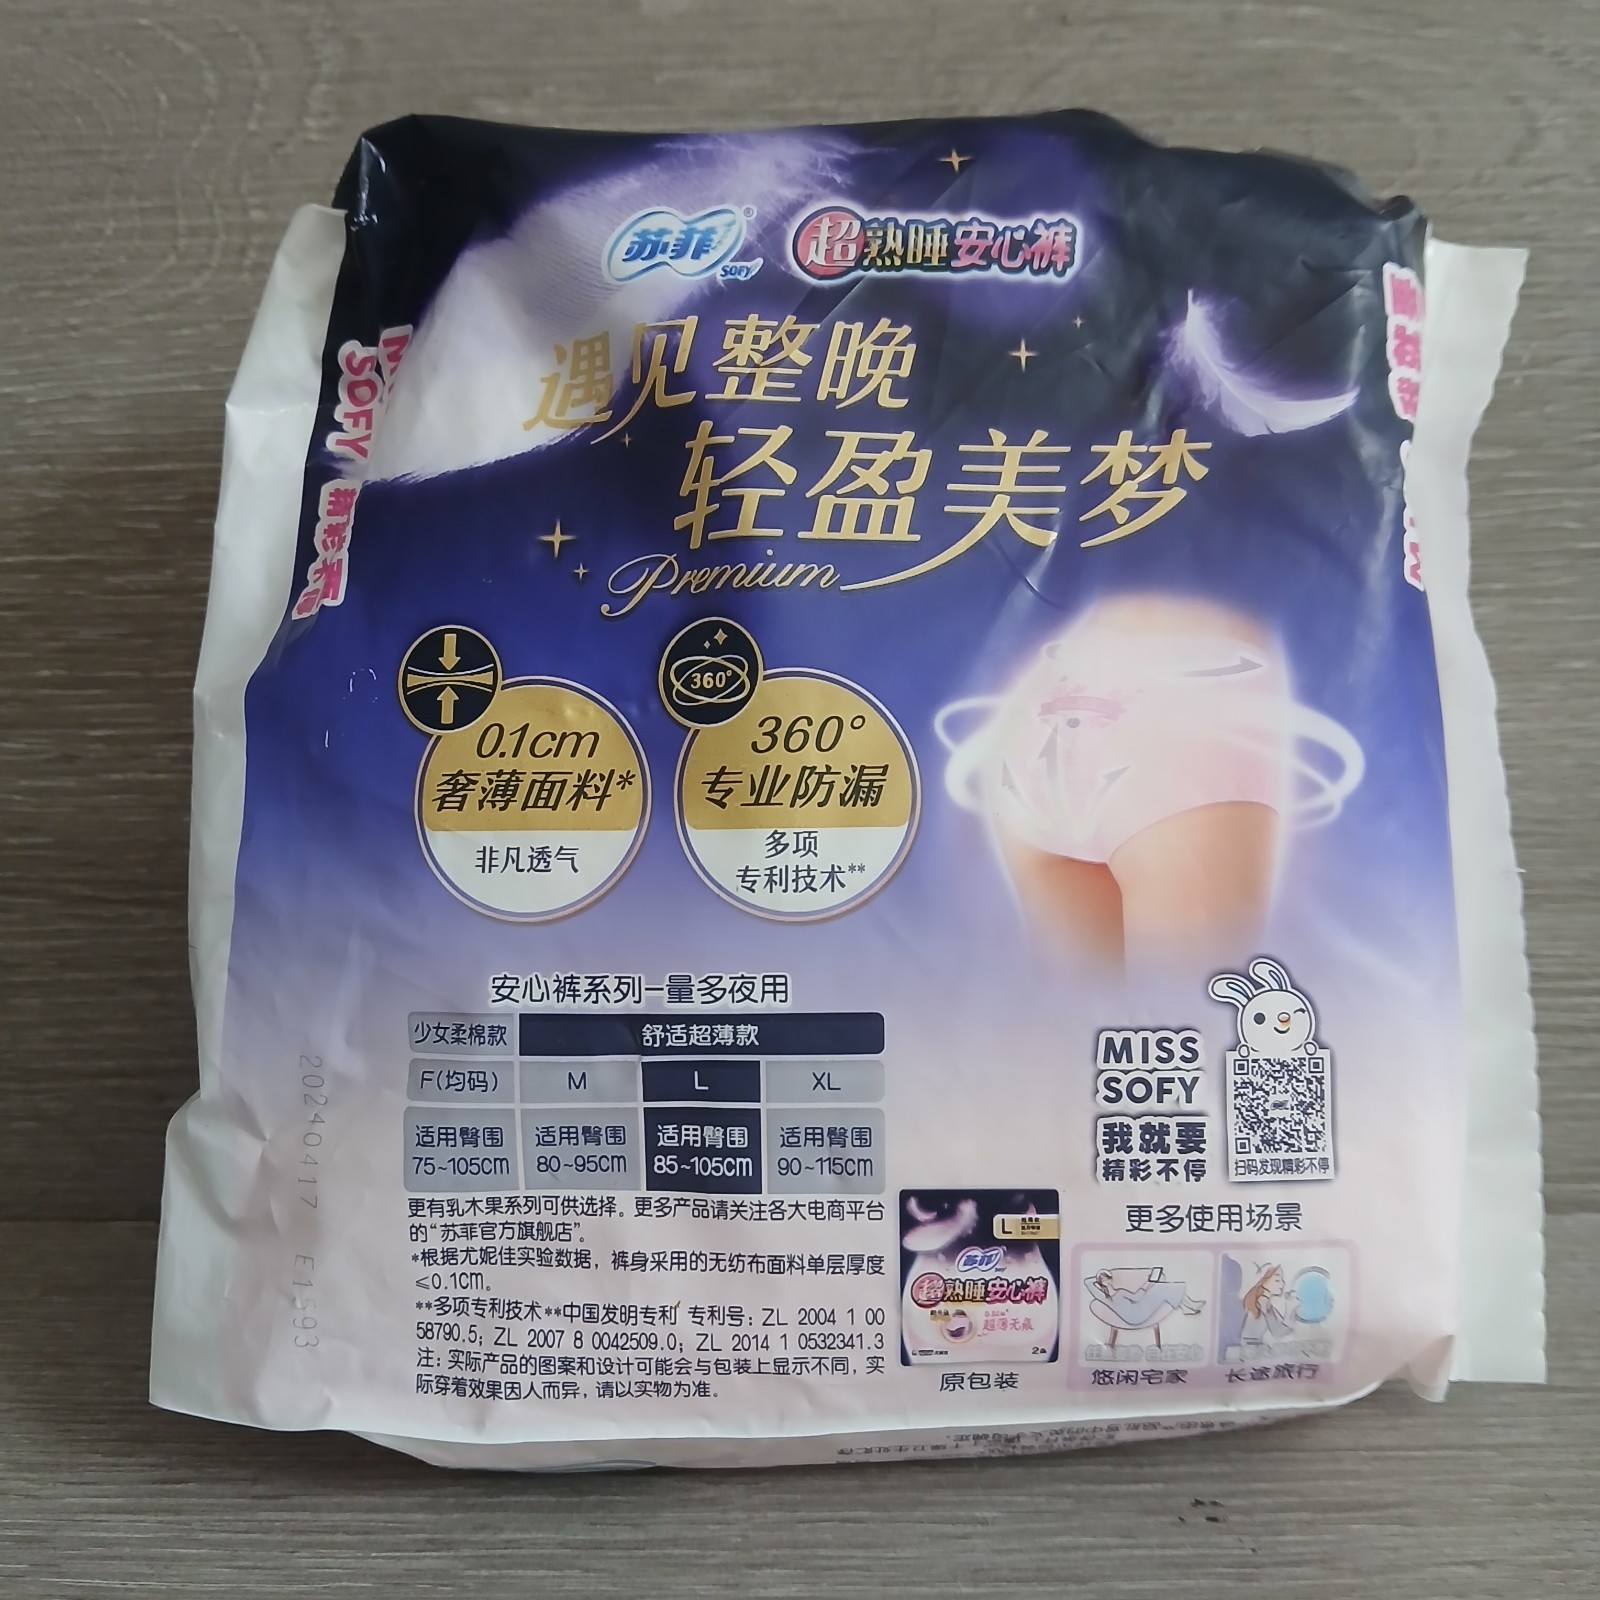 苏菲®
SOFY
超熟睡安心裤
遇见整晚
轻盈美梦
Premium
SOFY
精彩不停
0.1cm
奢薄面料*
非凡透气
360°
360°
专业防漏
多项
专利技术**
安心裤系列-量多夜用
少女柔棉款 舒适超薄款
F(均码) M L XL
适用臀围 适用臀围 适用臀围 适用臀围
75~105cm 80~95cm 85~105cm 90~115cm
更有乳木果系列可供选择。更多产品请关注各大电商平台
的“苏菲官方旗舰店”。
*根据尤妮佳实验数据，裤身采用的无纺布面料单层厚度
≤0.1cm。
**多项专利技术**中国发明专利 专利号：ZL 2004 1 00
58790.5；ZL 2007 8 0042509.0；ZL 2014 1 0532341.3
注：实际产品的图案和设计可能会与包装上显示不同，实
际穿着效果因人而异，请以实物为准。
20240417 E1593
MISS
SOFY
我就要
精彩不停
扫码发现精彩不停
L
苏菲
超熟睡安心裤
超薄无痕
原包装
更多使用场景
悠闲宅家
长途旅行